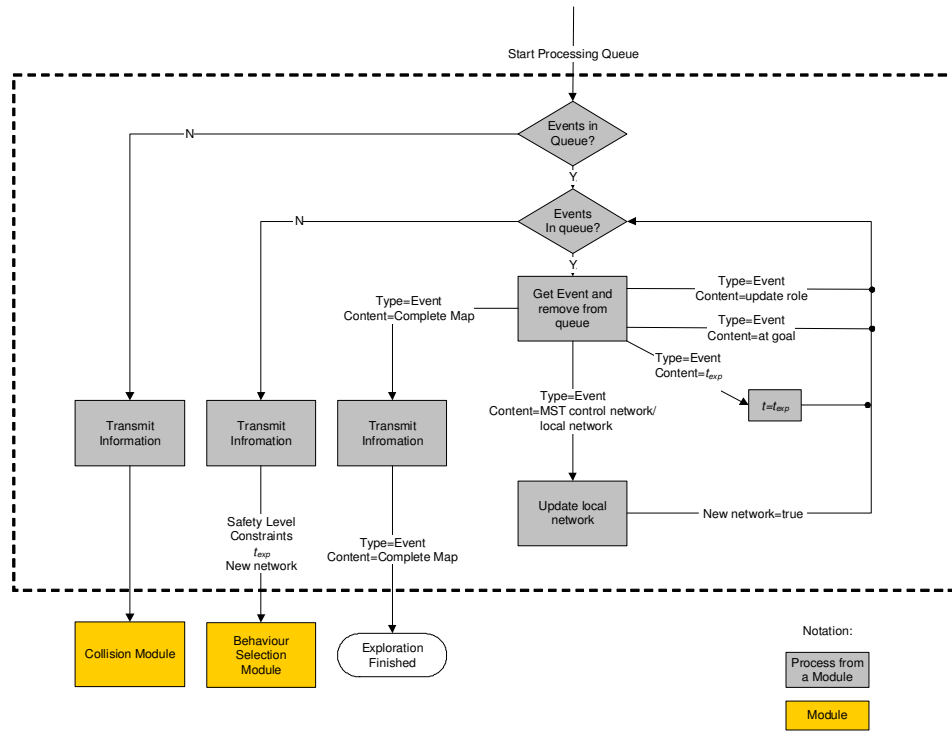 Start Processing Queue
Events in
Queue?
N
Y
Events
In queue?
N
Y
Get Event and
remove from
queue
Type=Event
Content=update role
Type=Event
Content=at goal
Type=Event
Content=Complete Map
Type=Event
Content=texp
t=texp
Type=Event
Content=MST control network/
local network
Transmit
Information
Transmit
Infromation
Transmit
Infromation
Update local
network
New network=true
Safety Level
Constraints
texp
New network
Type=Event
Content=Complete Map
Collision Module
Behaviour
Selection
Module
Exploration
Finished
Notation:
Process from
a Module
Module